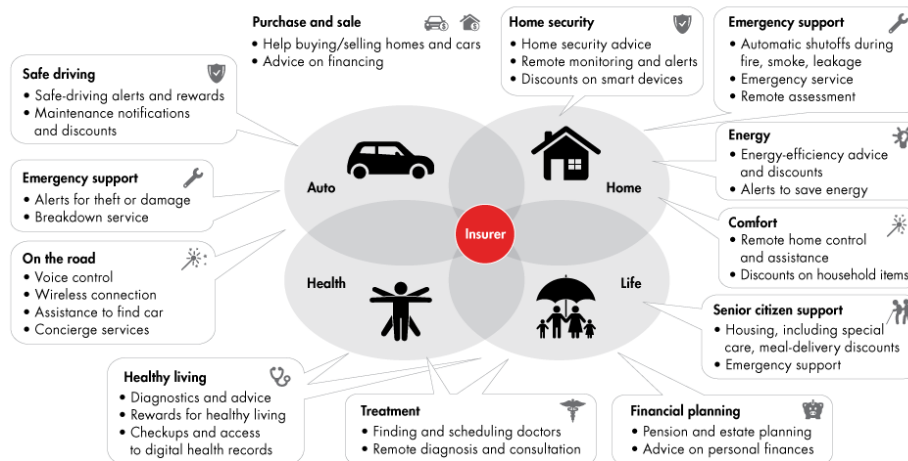 Purchase and sale
• Help buying/selling homes and cars
• Advice on financing
Home security
• Home security advice
• Remote monitoring and alerts
• Discounts on smart devices
Emergency support
• Automatic shutoffs during
fire, smoke, leakage
• Emergency service
• Remote assessment
Safe driving
• Safe-driving alerts and rewards
• Maintenance notifications
and discounts
Energy
• Energy-efficiency advice
and discounts
• Alerts to save energy
Emergency support
• Alerts for theft or damage
• Breakdown service
Auto
Home
Insurer
Comfort
• Remote home control
and assistance
• Discounts on household items
On the road
• Voice control
• Wireless connection
• Assistance to find car
• Concierge services
Health
Life
Senior citizen support
• Housing, including special
care, meal-delivery discounts
• Emergency support
Healthy living
• Diagnostics and advice
• Rewards for healthy living
• Checkups and access
to digital health records
Treatment
• Finding and scheduling doctors
• Remote diagnosis and consultation
Financial planning
• Pension and estate planning
• Advice on personal finances